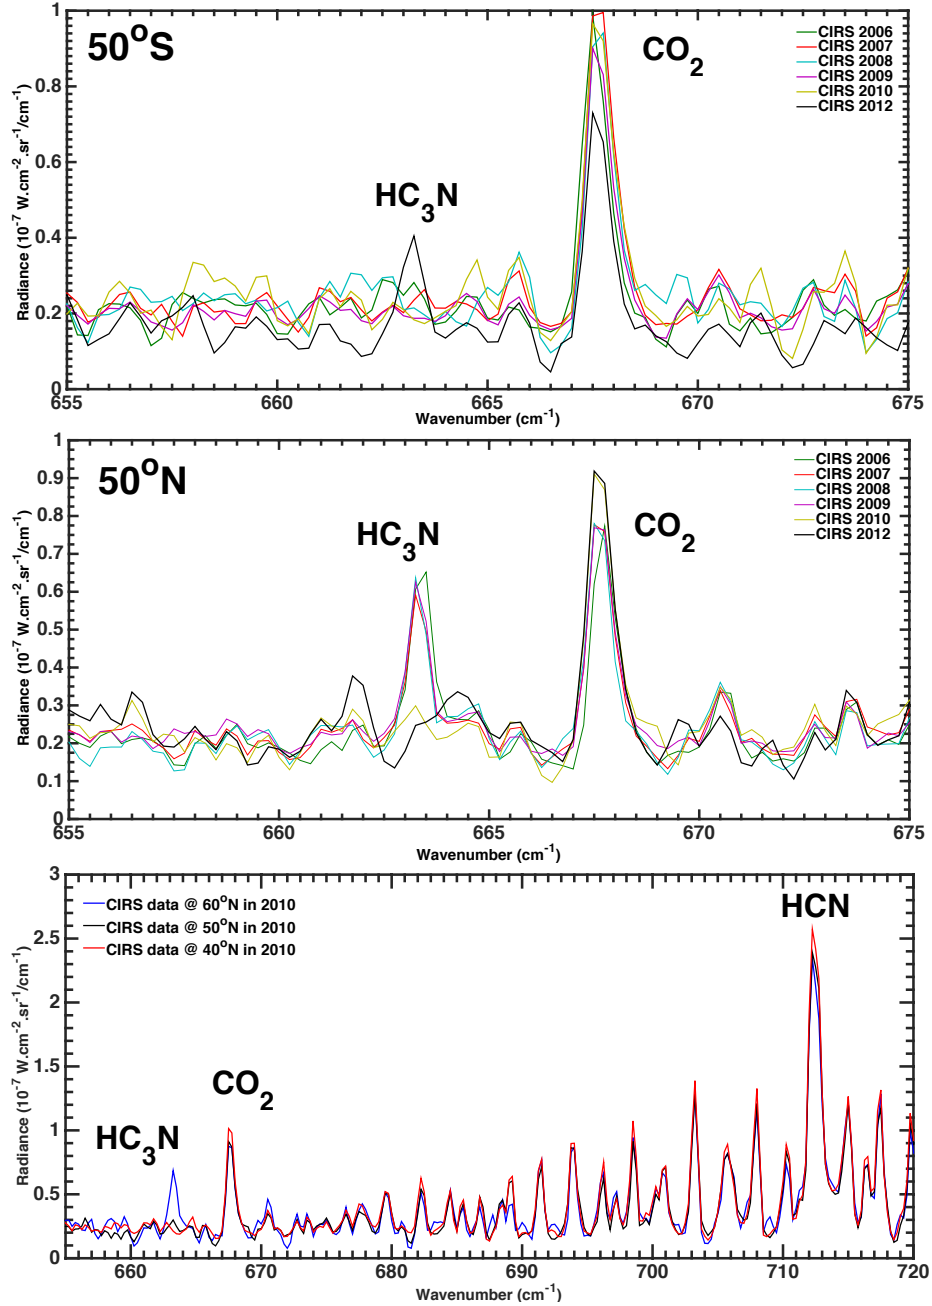 50°S
CO2
HC3N
CIRS 2006
CIRS 2007
CIRS 2008
CIRS 2009
CIRS 2010
CIRS 2012
Radiance (10-7 W.cm-2.sr-1/cm-1)
1
0.8
0.6
0.4
0.2
0
655
660
665
670
675
Wavenumber (cm-1)
50°N
HC3N
CO2
CIRS 2006
CIRS 2007
CIRS 2008
CIRS 2009
CIRS 2010
CIRS 2012
Radiance (10-7 W.cm-2.sr-1/cm-1)
1
0.9
0.8
0.7
0.6
0.5
0.4
0.3
0.2
0.1
0
655
660
665
670
675
Wavenumber (cm-1)
CIRS data @ 60°N in 2010
CIRS data @ 50°N in 2010
CIRS data @ 40°N in 2010
HCN
CO2
HC3N
Radiance (10-7 W.cm-2.sr-1/cm-1)
3
2.5
2
1.5
1
0.5
0
660
670
680
690
700
710
720
Wavenumber (cm-1)